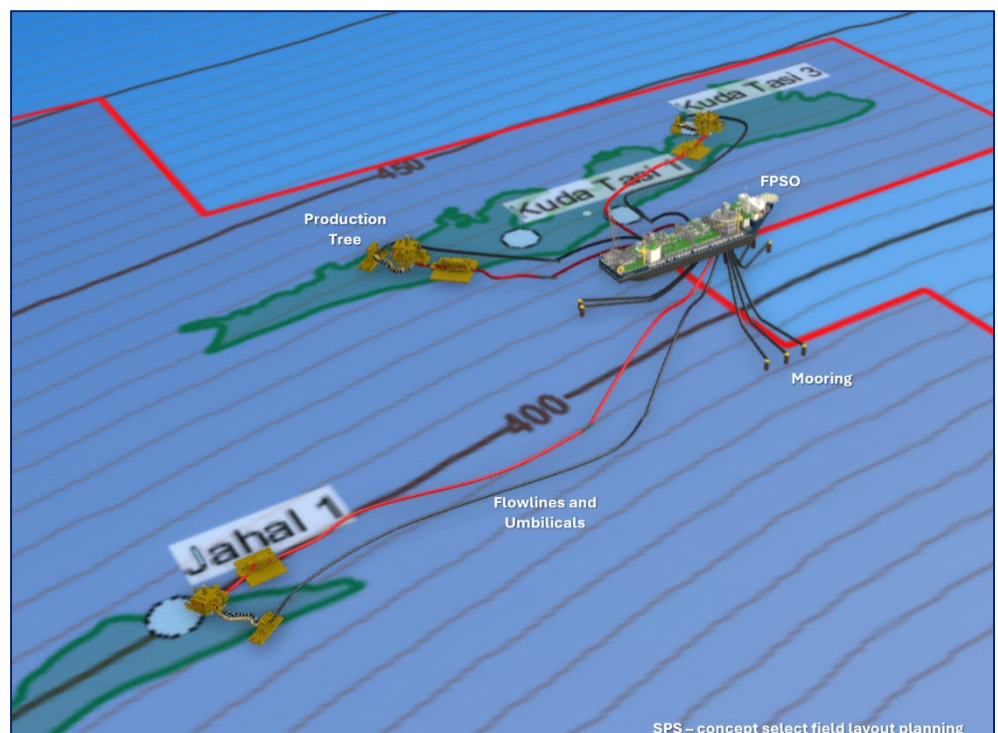 Kuda Tasi 3
450
Kuda Tasi 1
FPSO
Production
Tree
Mooring
400
Flowlines and
Umbilicals
Jahal 1
SPS – concept select field layout planning